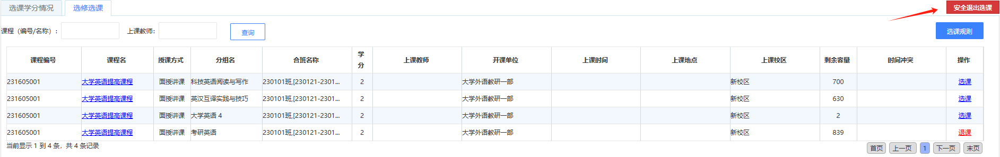 选课学分情况 选修选课 安全退出选课
课程（编号/名称）: 上课教师: 查询 选课规则
课程编号 课程名 授课方式 分组名 合班名称 学分 上课教师 开课单位 上课时间 上课地点 上课校区 剩余容量 时间冲突 操作
231605001 大学英语提高课程 面授讲课 科技英语阅读与写作 230101班,[230121-2301... 2 大学外语教研一部 新校区 700 选课
231605001 大学英语提高课程 面授讲课 英汉互译实践与技巧 230101班,[230121-2301... 2 大学外语教研一部 新校区 630 选课
231605001 大学英语提高课程 面授讲课 大学英语 4 230101班,[230121-2301... 2 大学外语教研一部 新校区 2 选课
231605001 大学英语提高课程 面授讲课 考研英语 230101班,[230121-2301... 2 大学外语教研一部 新校区 839 退课
当前显示 1 到 4 条，共 4 条记录 首页 上一页 1 下一页 末页